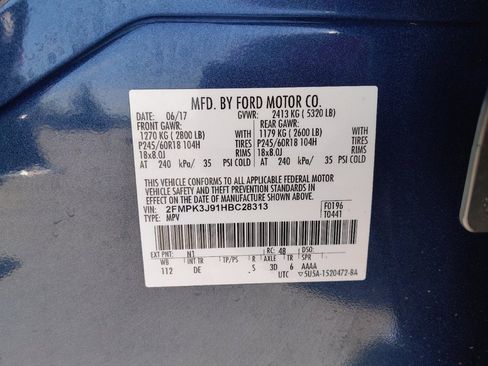 MFD. BY FORD MOTOR CO.
DATE: 06/17 GVWR: 2413 KG ( 5320 LB)
FRONT GAWR: REAR GAWR:
1270 KG ( 2800 LB) 1179 KG ( 2600 LB)
P245/60R18 104H TIRES P245/60R18 104H WITH TIRES
18x8.0J RIMS 18x8.0J RIMS
AT 240 kPa/ 35 PSI COLD AT 240 kPa/ 35 PSI COLD
THIS VEHICLE CONFORMS TO ALL APPLICABLE FEDERAL MOTOR
VEHICLE SAFETY AND THEFT PREVENTION STANDARDS IN
EFFECT ON THE DATE OF MANUFACTURE SHOWN ABOVE.
VIN: 2FMPK3J91HBC28313 F0196
TYPE: MPV T0441
EXT PNT: N1 RC: 48 DSO:
WB INT TR TP/PS R AXLE TR SPR
112 DE .5 3D 6 AAAA
UTC 5U5A-1520472-BA